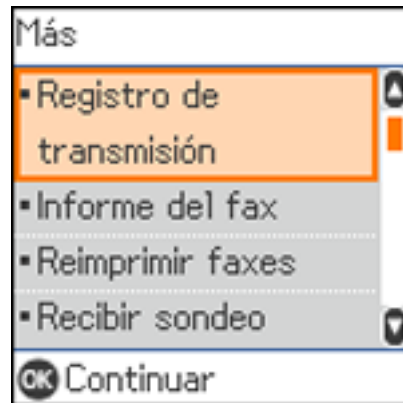 Más
▪Registro de
transmisión
▪Informe del fax
▪Reimprimir faxes
▪Recibir sondeo
OK Continuar